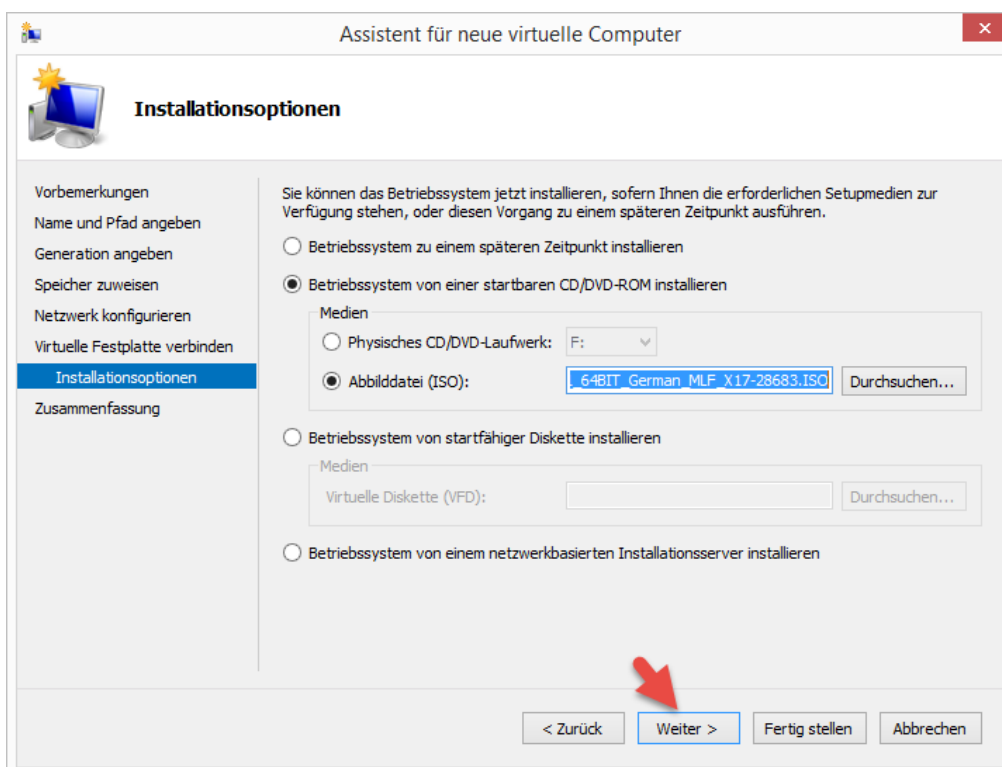 Assistent für neue virtuelle Computer
Installationsoptionen
Vorbemerkungen
Name und Pfad angeben
Generation angeben
Speicher zuweisen
Netzwerk konfigurieren
Virtuelle Festplatte verbinden
Installationsoptionen
Zusammenfassung
Sie können das Betriebssystem jetzt installieren, sofern Ihnen die erforderlichen Setupmedien zur
Verfügung stehen, oder diesen Vorgang zu einem späteren Zeitpunkt ausführen.
Betriebssystem zu einem späteren Zeitpunkt installieren
Betriebssystem von einer startbaren CD/DVD-ROM installieren
Medien
Physisches CD/DVD-Laufwerk: F:
Abbilddatei (ISO): _64BIT_German_MLF_X17-28683.ISO Durchsuchen...
Betriebssystem von startfähiger Diskette installieren
Medien
Virtuelle Diskette (VFD): Durchsuchen...
Betriebssystem von einem netzwerkbasierten Installationsserver installieren
< Zurück Weiter > Fertig stellen Abbrechen